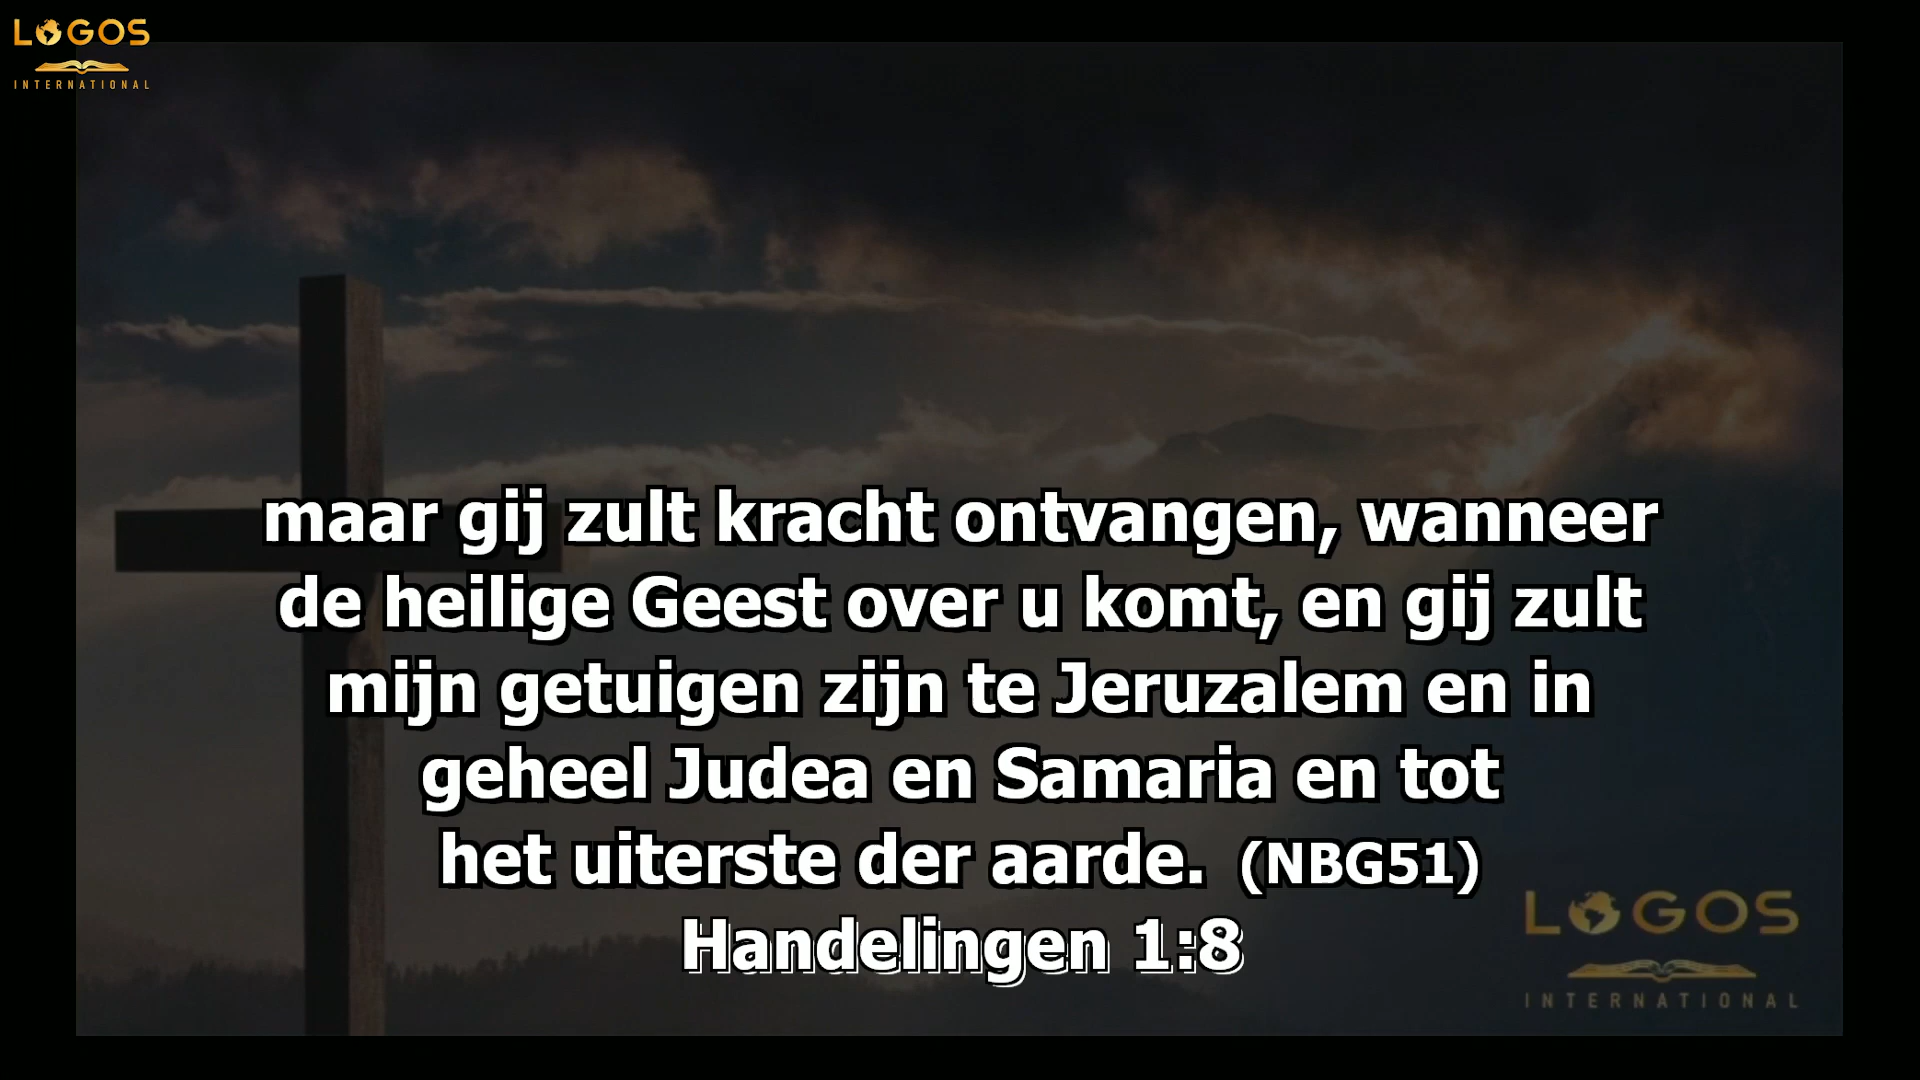 LOGOS
INTERNATIONAL
maar gij zult kracht ontvangen, wanneer
de heilige Geest over u komt, en gij zult
mijn getuigen zijn te Jeruzalem en in
geheel Judea en Samaria en tot
het uiterste der aarde. (NBG51)
Handelingen 1:8
LOGOS
INTERNATIONAL